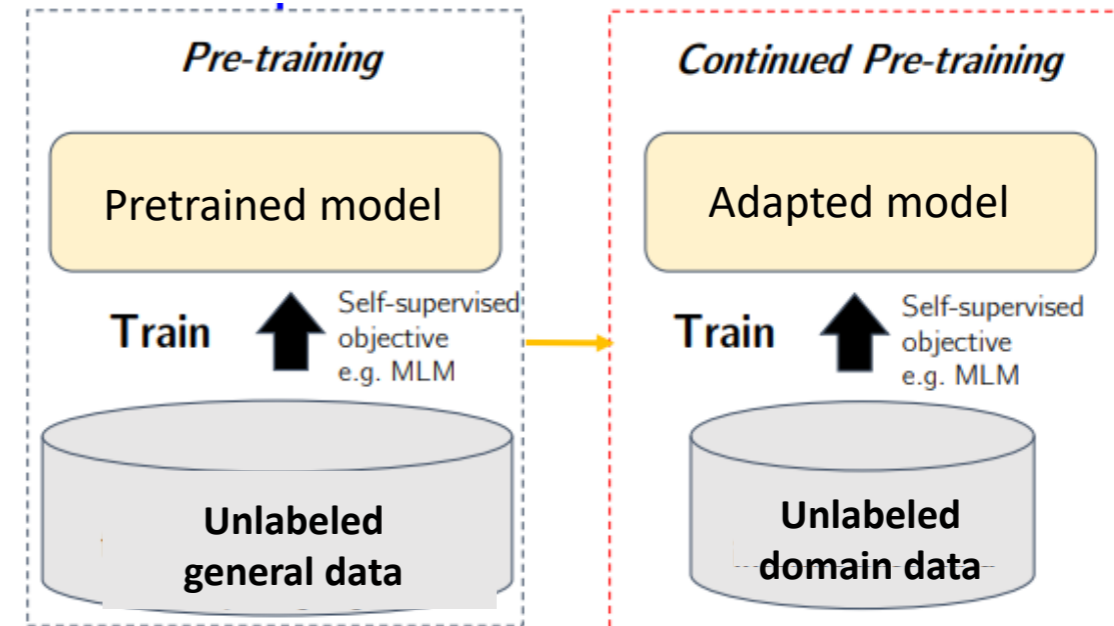 Pre-training
Pretrained model
Train
Self-supervised
objective
e.g. MLM
Unlabeled
general data
Continued Pre-training
Adapted model
Train
Self-supervised
objective
e.g. MLM
Unlabeled
domain data